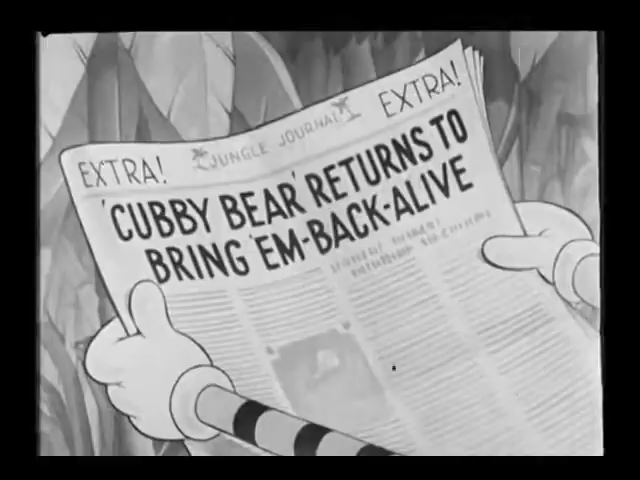 EXTRA!
JUNGLE JOURNAL
EXTRA!
'CUBBY BEAR' RETURNS TO
BRING 'EM-BACK-ALIVE